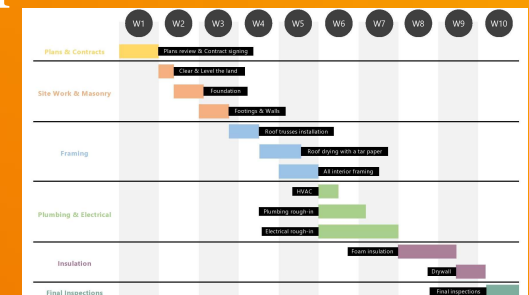 W1 W2 W3 W4 W5 W6 W7 W8 W9 W10
Plans & Contracts
Plans review & Contract signing
Clear & Level the land
Site Work & Masonry
Foundation
Footings & Walls
Roof trusses installation
Framing
Roof drying with a tar paper
All interior framing
HVAC
Plumbing & Electrical
Plumbing rough-in
Electrical rough-in
Foam insulation
Insulation
Drywall
Final Inspections
Final inspections